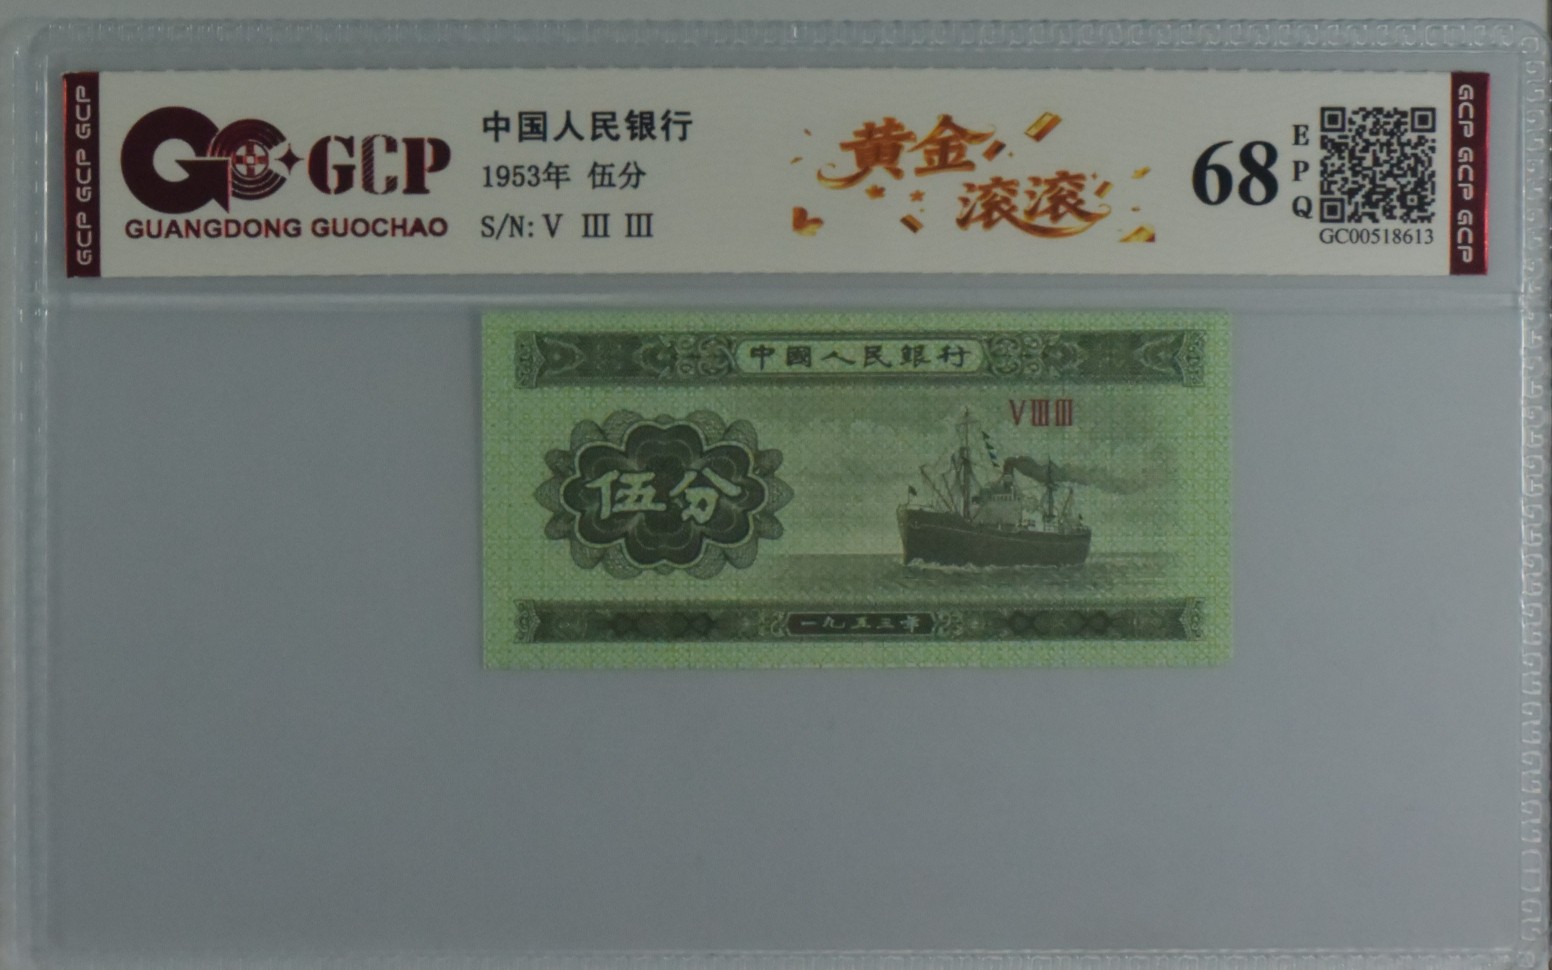 GCP GCP GCP
GCP
GUANGDONG GUOCHAO
中国人民银行
1953年 伍分
S/N: V III III
黄金
滚滚
68
E
P
Q
GC00518613
GCP GCP GCP
中國人民銀行
VIIIIII
伍分
一九五三年